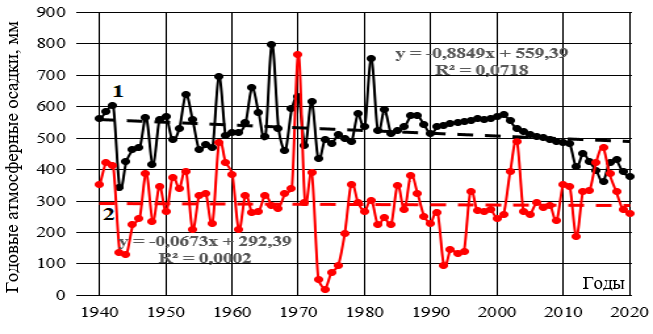 Годовые атмосферные осадки, мм
900
800
700
600
500
400
300
200
100
0
y = -0,8849x + 559,39
R² = 0,0718
1
2
y = -0,0673x + 292,39
R² = 0,0002
Годы
1940 1950 1960 1970 1980 1990 2000 2010 2020